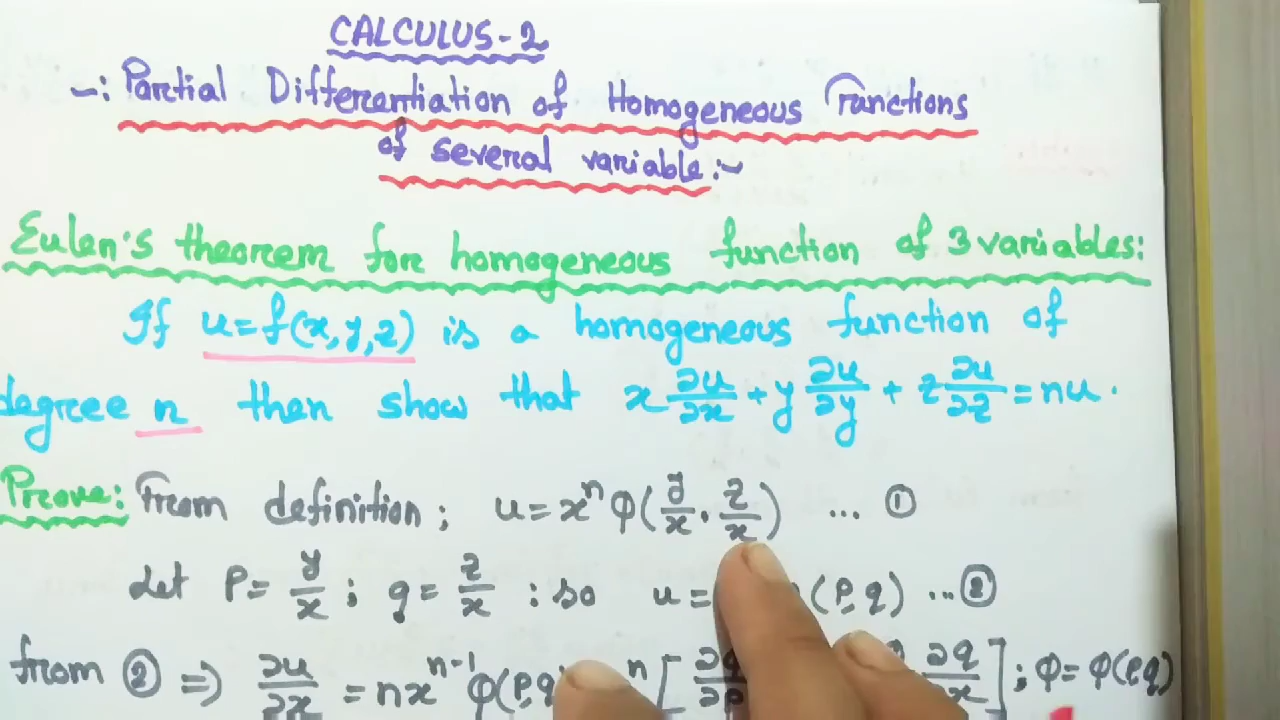 CALCULUS-2
-: Partial Differentiation of Homogeneous Functions
of several variable:-
Euler's theorem for homogeneous function of 3 variables:
If u=f(x,y,z) is a homogeneous function of
degree n then show that x ∂u/∂x + y ∂u/∂y + z ∂u/∂z = nu.
Prove: From definition; u = x^n φ(y/x, z/x) ... ①
Let P = y/x ; q = z/x : so u = (P,q) ... ②
from ② ⇒ ∂u/∂x = nx^(n-1) φ(P,q) n [ ∂q/∂x ] ; φ = φ(P,q)